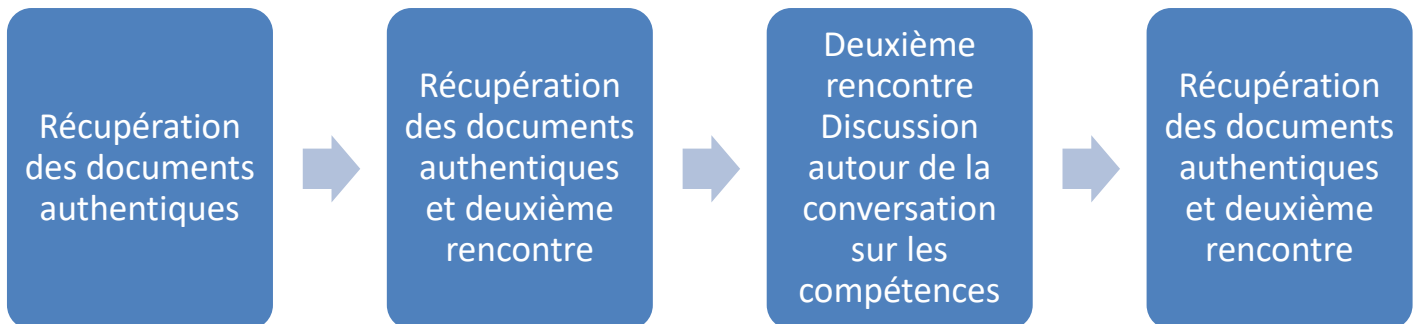 Récupération
des documents
authentiques
Récupération
des documents
authentiques
et deuxième
rencontre
Deuxième
rencontre
Discussion
autour de la
conversation
sur les
compétences
Récupération
des documents
authentiques
et deuxième
rencontre